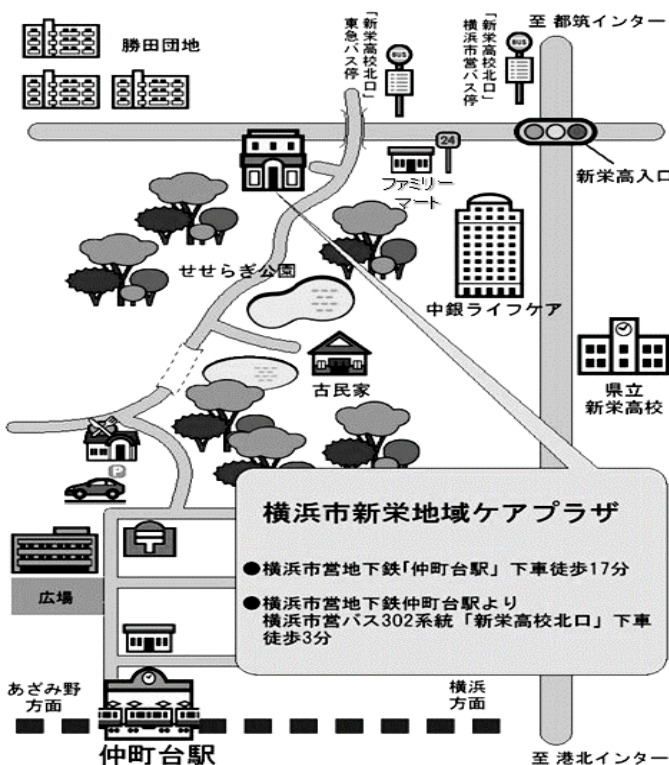 至 都筑インター
「新栄高校北口」
東急バス停
「新栄高校北口」
横浜市営バス停
BUS
BUS
勝田団地
24
ファミリー
マート
新栄高入口
せせらぎ公園
中銀ライフケア
古民家
県立
新栄高校
P
横浜市新栄地域ケアプラザ
●横浜市営地下鉄「仲町台駅」下車徒歩17分
●横浜市営地下鉄仲町台駅より
横浜市営バス302系統「新栄高校北口」下車
徒歩3分
広場
あざみ野
方面
横浜
方面
仲町台駅
至 港北インター